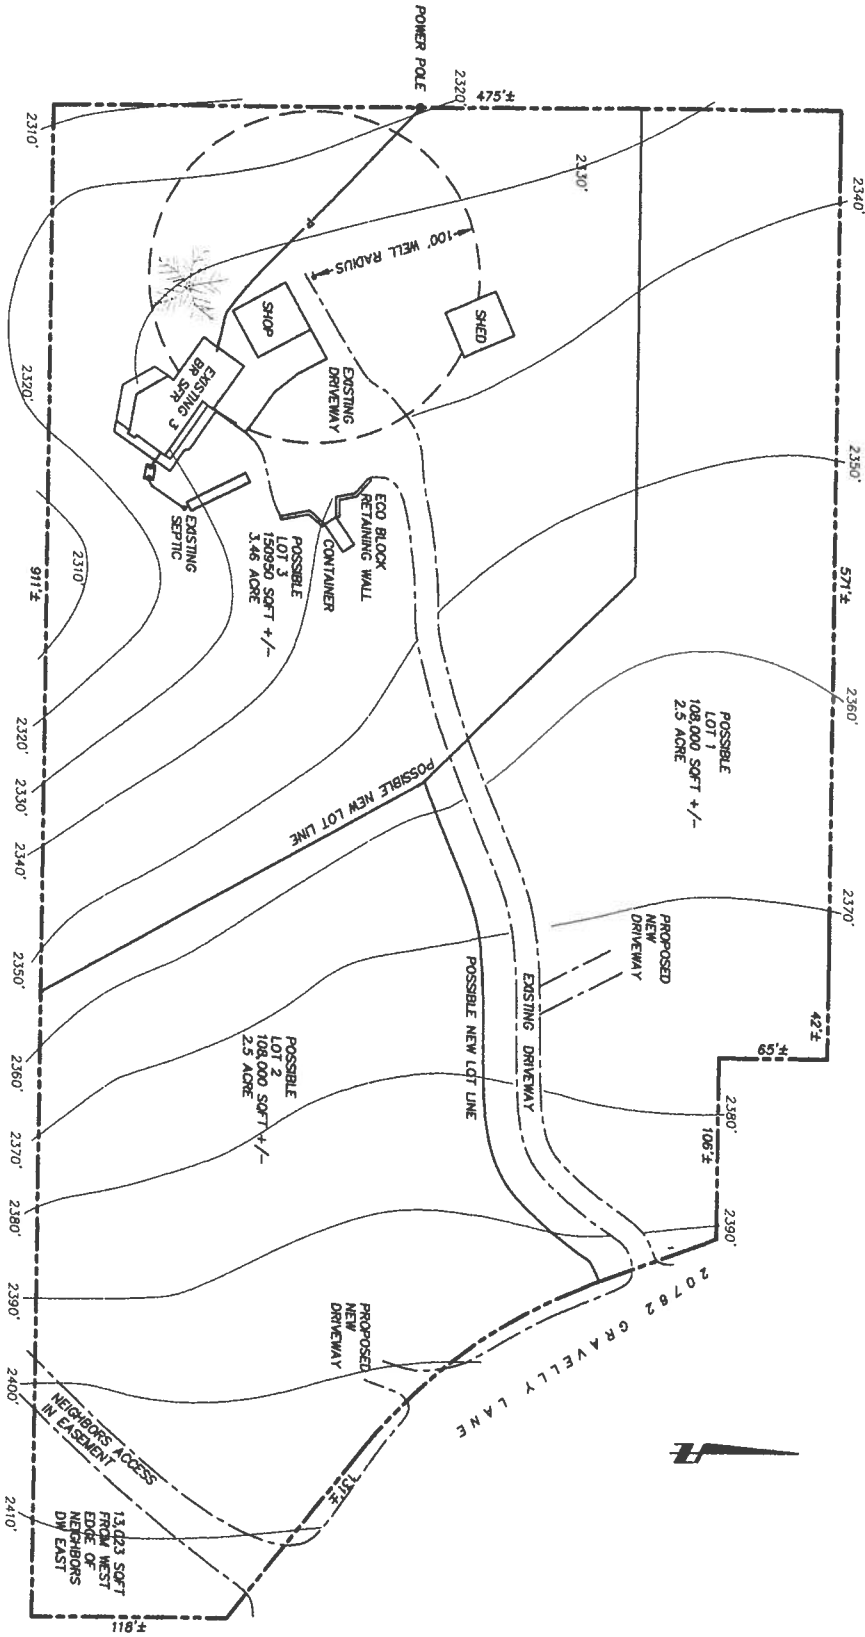 POWER POLE
2320'
475'±
2310'
2340'
2330'
100' WELL RADIUS
SHED
SHOP
EXISTING
DRIVEWAY
EXISTING 3
BR SFR
2320'
2350'
ECO BLOCK
RETAINING WALL
CONTAINER
EXISTING
SEPTIC
POSSIBLE
LOT 3
150950 SQFT +/-
3.46 ACRE
2310'
911'±
571'±
2360'
POSSIBLE
LOT 1
108,000 SQFT +/-
2.5 ACRE
2320'
2330'
2340'
2350'
POSSIBLE NEW LOT LINE
2370'
PROPOSED
NEW
DRIVEWAY
EXISTING DRIVEWAY
POSSIBLE NEW LOT LINE
42'±
65'±
POSSIBLE
LOT 2
108,000 SQFT +/-
2.5 ACRE
2360'
2370'
2380'
2380'
106'±
2390'
20782 GRAVELLY LANE
PROPOSED
NEW
DRIVEWAY
2390'
2400'
NEIGHBORS ACCESS
IN EASEMENT
731'±
2410'
13,023 SQFT
FROM WEST
EDGE OF
NEIGHBORS
DW EAST
118'±
N